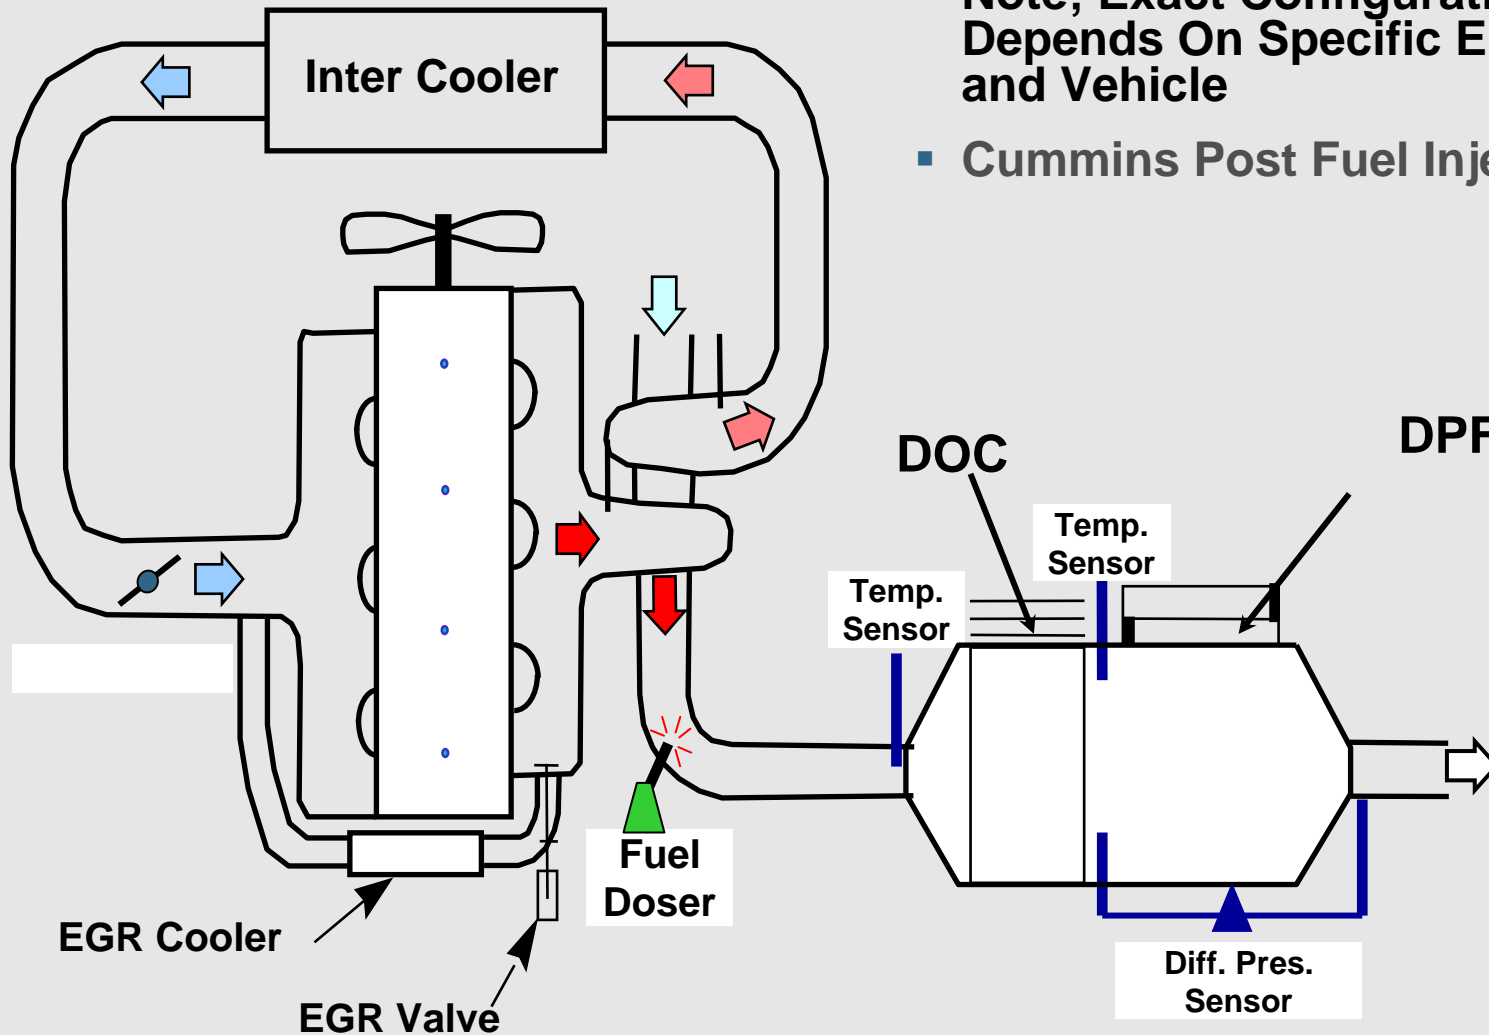 Depends On Specific E
and Vehicle
Cummins Post Fuel Inje
Inter Cooler
DOC
DPF
Temp.
Sensor
Temp.
Sensor
Fuel
Doser
EGR Cooler
EGR Valve
Diff. Pres.
Sensor